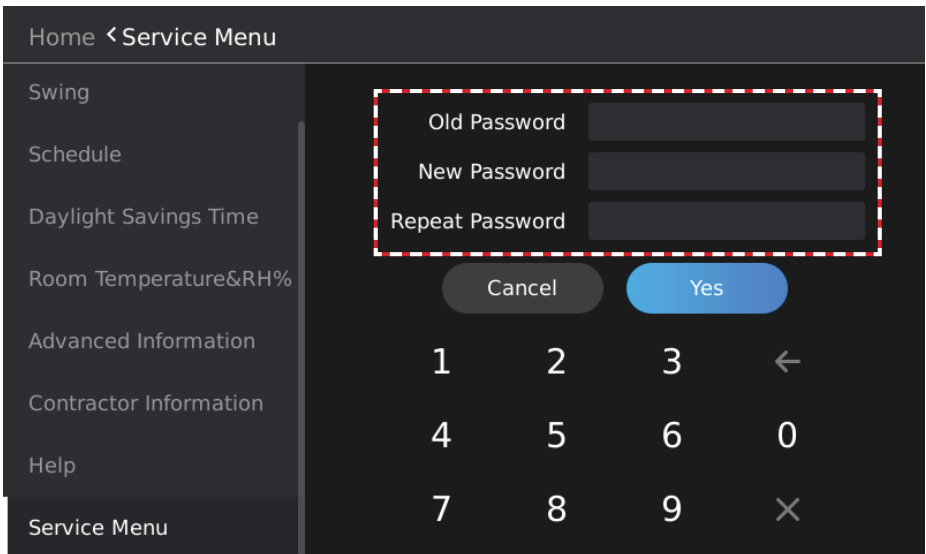 Home < Service Menu
Swing
Schedule
Daylight Savings Time
Room Temperature&RH%
Advanced Information
Contractor Information
Help
Service Menu
Old Password
New Password
Repeat Password
Cancel Yes
1 2 3 ←
4 5 6 0
7 8 9 ×